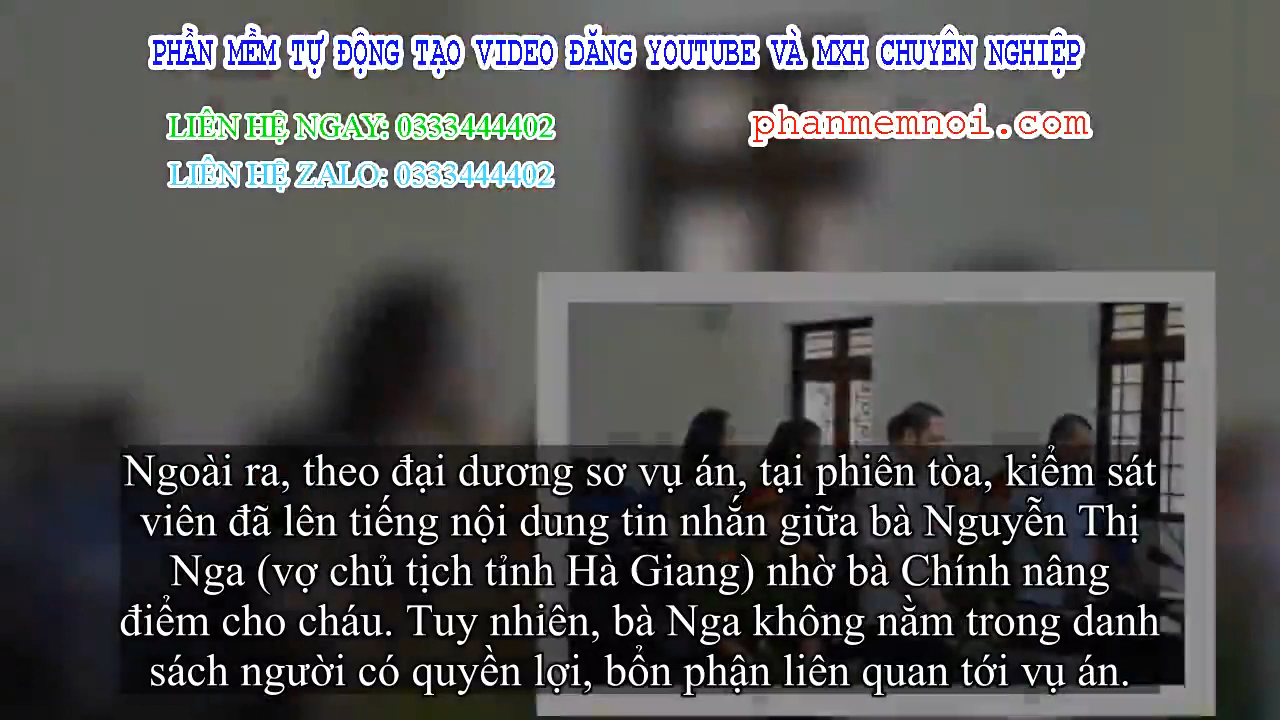 PHẦN MỀM TỰ ĐỘNG TẠO VIDEO ĐĂNG YOUTUBE VÀ MXH CHUYÊN NGHIỆP
LIÊN HỆ NGAY: 0333444402
phanmemnoi.com
LIÊN HỆ ZALO: 0333444402
Ngoài ra, theo đại dương sơ vụ án, tại phiên tòa, kiểm sát
viên đã lên tiếng nội dung tin nhắn giữa bà Nguyễn Thị
Nga (vợ chủ tịch tỉnh Hà Giang) nhờ bà Chính nâng
điểm cho cháu. Tuy nhiên, bà Nga không nằm trong danh
sách người có quyền lợi, bổn phận liên quan tới vụ án.